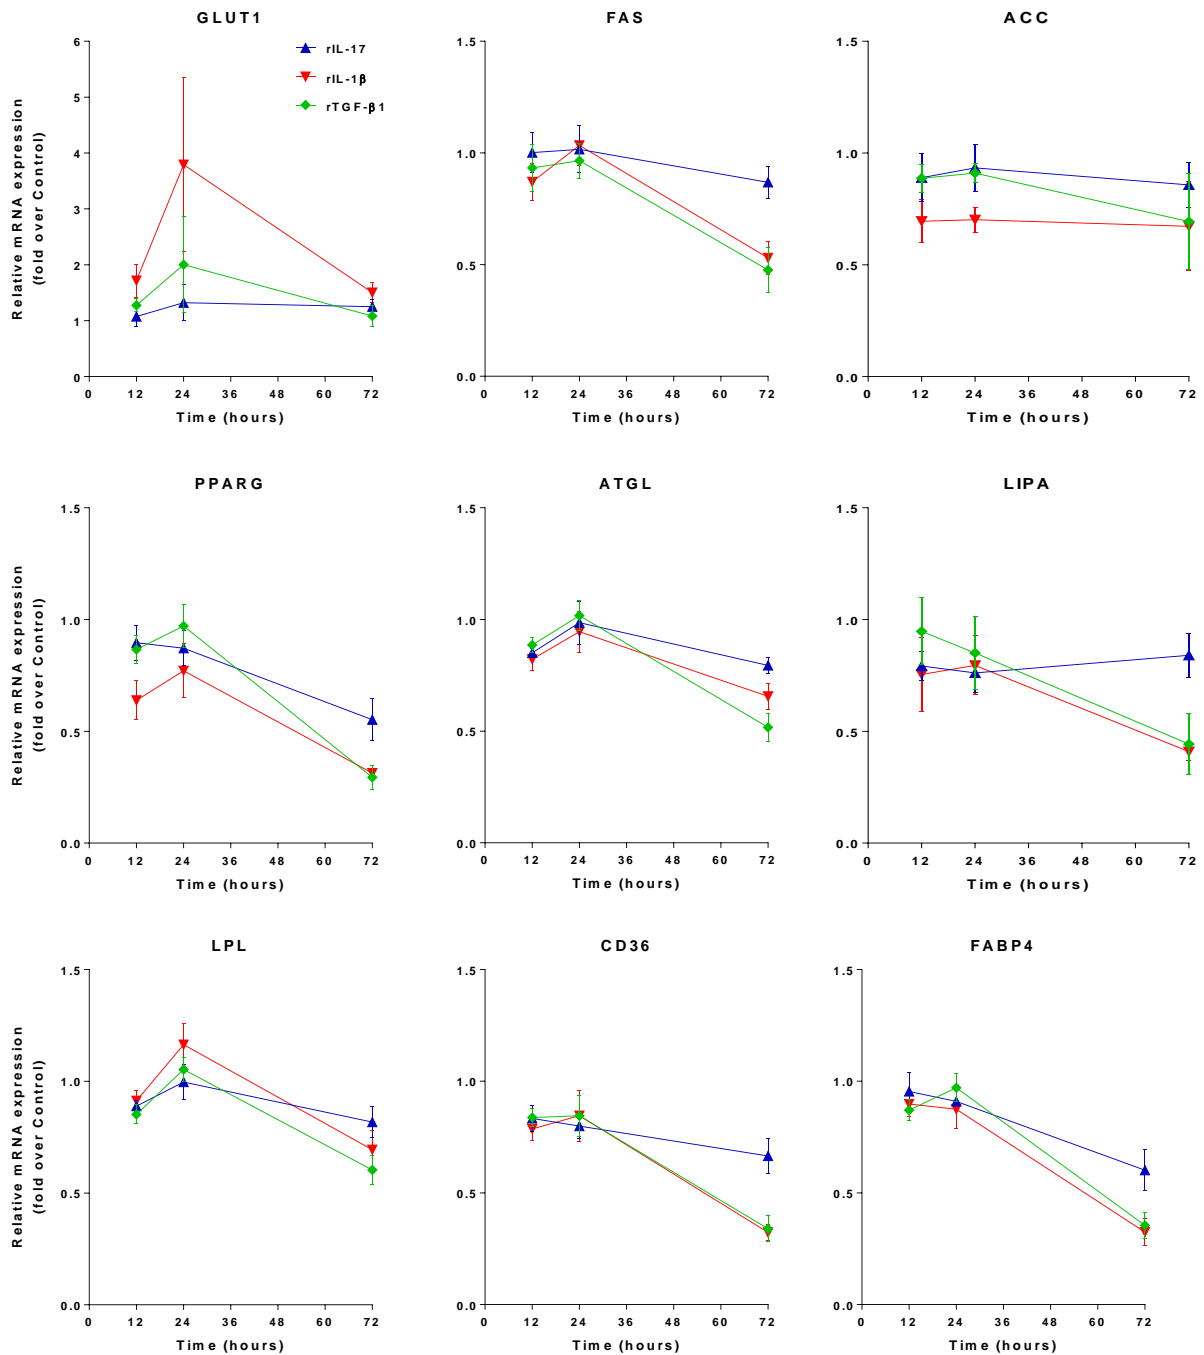 GLUT1
Relative mRNA expression
(fold over Control)
6
5
4
3
2
1
0
rIL-17
rIL-1β
rTGF-β1
0 12 24 36 48 60 72
Time (hours)
FAS
1.5
1.0
0.5
0.0
0 12 24 36 48 60 72
Time (hours)
ACC
1.5
1.0
0.5
0.0
0 12 24 36 48 60 72
Time (hours)
PPARG
Relative mRNA expression
(fold over Control)
1.5
1.0
0.5
0.0
0 12 24 36 48 60 72
Time (hours)
ATGL
1.5
1.0
0.5
0.0
0 12 24 36 48 60 72
Time (hours)
LIPA
1.5
1.0
0.5
0.0
0 12 24 36 48 60 72
Time (hours)
LPL
Relative mRNA expression
(fold over Control)
1.5
1.0
0.5
0.0
0 12 24 36 48 60 72
Time (hours)
CD36
1.5
1.0
0.5
0.0
0 12 24 36 48 60 72
Time (hours)
FABP4
1.5
1.0
0.5
0.0
0 12 24 36 48 60 72
Time (hours)